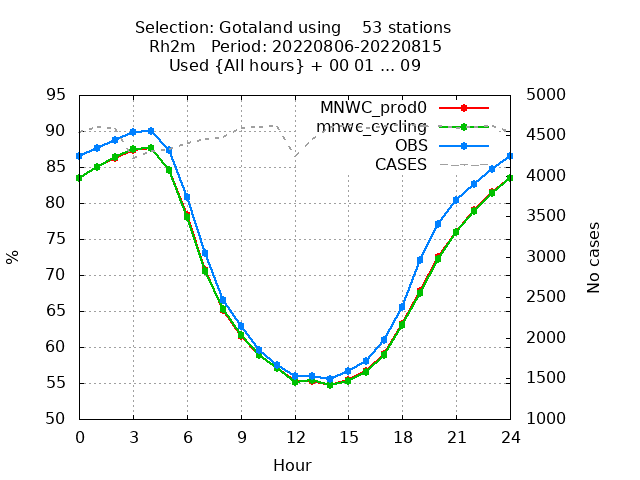 Selection: Gotaland using    53 stations
Rh2m   Period: 20220806-20220815
Used {All hours} + 00 01 ... 09
95 5000
MNWC_prod0
90 4500
mnwc_cycling
OBS
85 4000
CASES
80 3500
75 3000
%
No cases
70 2500
65 2000
60 1500
55 1000
50
0 3 6 9 12 15 18 21 24
Hour